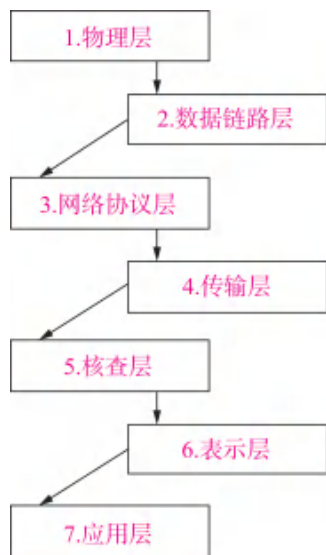 1.物理层
2.数据链路层
3.网络协议层
4.传输层
5.核查层
6.表示层
7.应用层